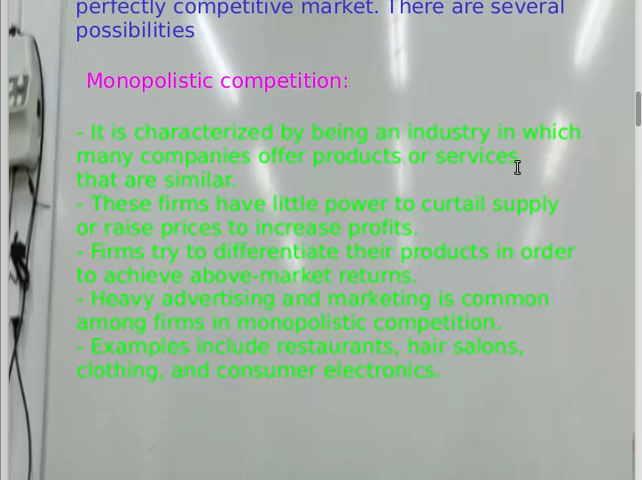 perfectly competitive market. There are several
possibilities
Monopolistic competition:
- It is characterized by being an industry in which
many companies offer products or services
that are similar.
- These firms have little power to curtail supply
or raise prices to increase profits.
- Firms try to differentiate their products in order
to achieve above-market returns.
- Heavy advertising and marketing is common
among firms in monopolistic competition.
- Examples include restaurants, hair salons,
clothing, and consumer electronics.